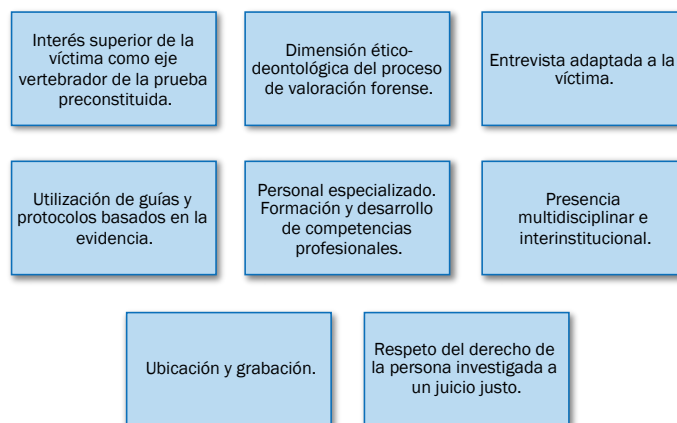 Interés superior de la
víctima como eje
vertebrador de la prueba
preconstituida.
Dimensión ético-
deontológica del proceso
de valoración forense.
Entrevista adaptada a la
víctima.
Utilización de guías y
protocolos basados en la
evidencia.
Personal especializado.
Formación y desarrollo
de competencias
profesionales.
Presencia
multidisciplinar e
interinstitucional.
Ubicación y grabación.
Respeto del derecho de
la persona investigada a
un juicio justo.